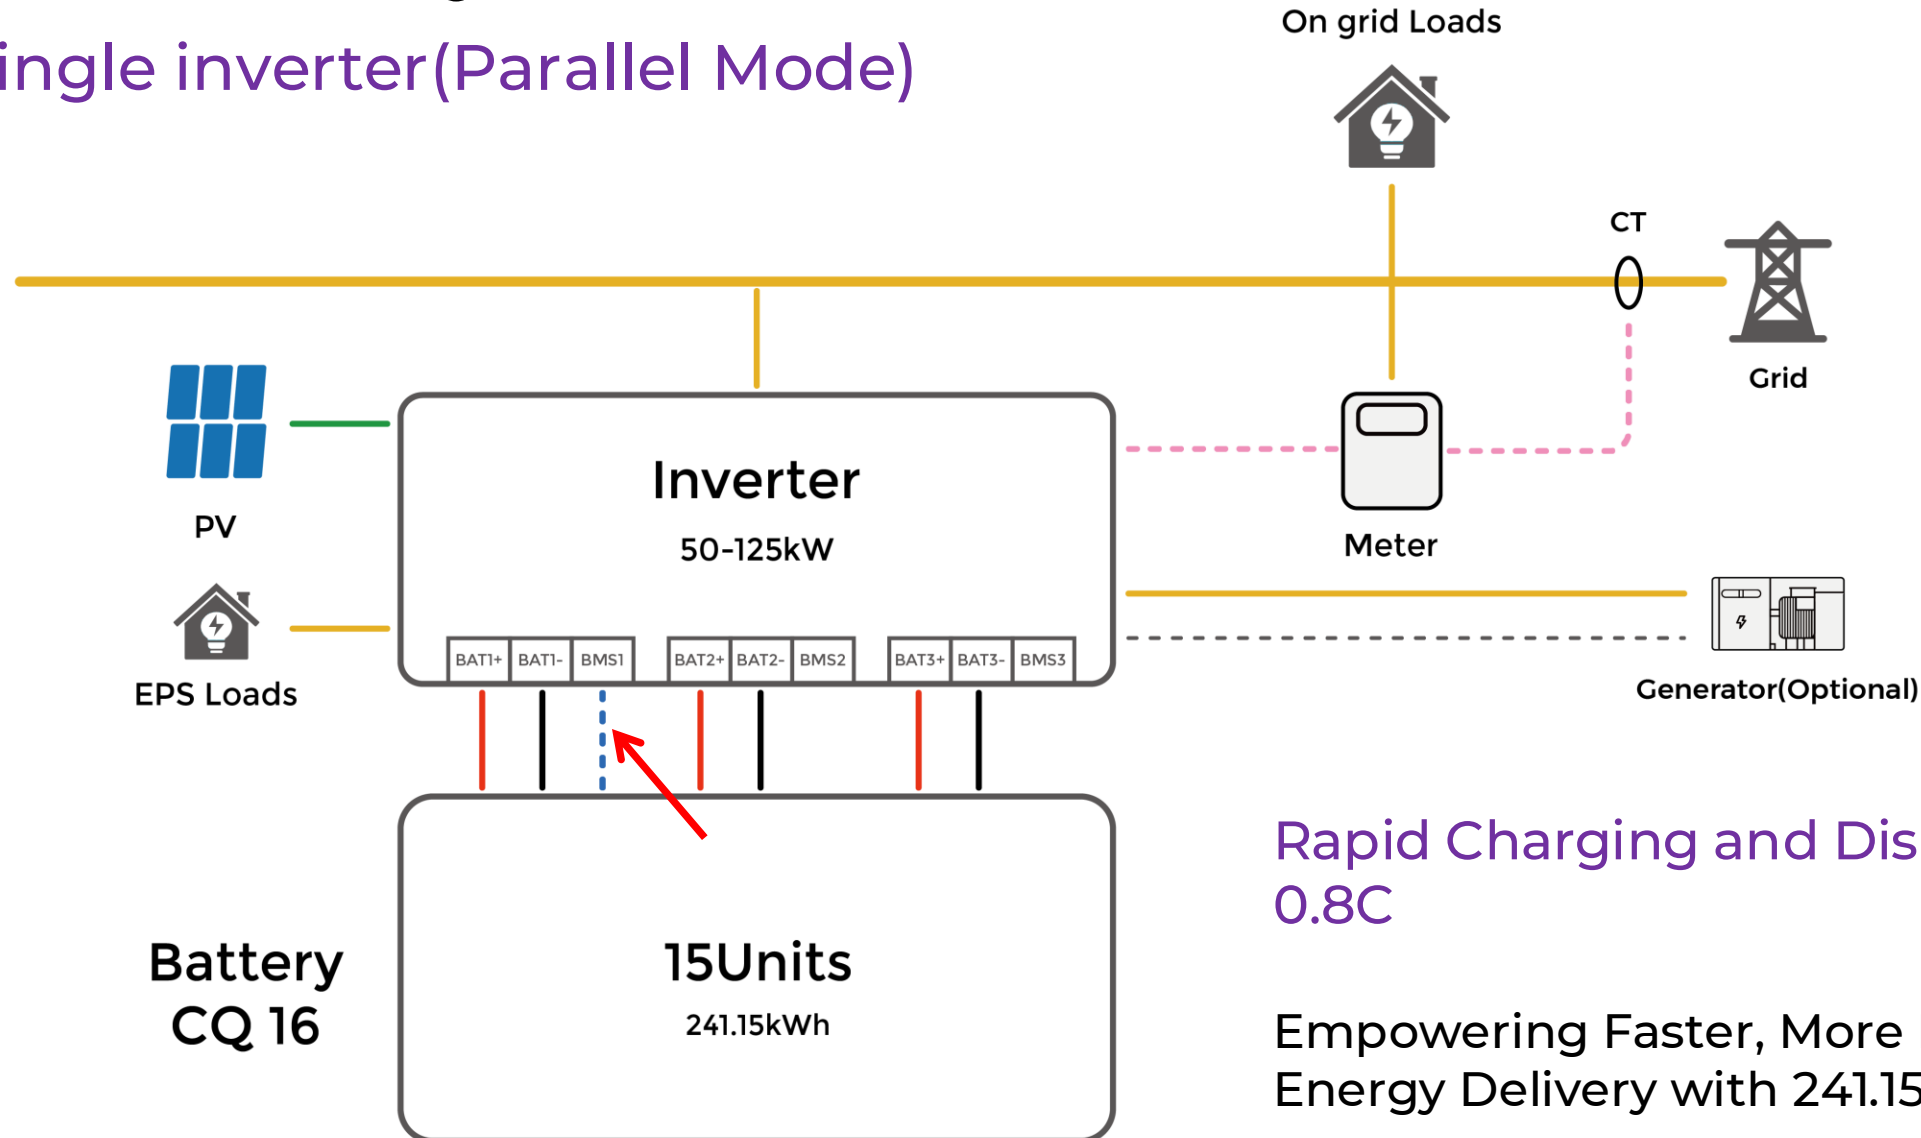 ingle inverter(Parallel Mode)
On grid Loads
CT
Grid
PV
Inverter
50-125kW
Meter
EPS Loads
BAT1+ BAT1- BMS1 BAT2+ BAT2- BMS2 BAT3+ BAT3- BMS3
Generator(Optional)
Battery
CQ 16
15Units
241.15kWh
Rapid Charging and Dis
0.8C
Empowering Faster, More
Energy Delivery with 241.15